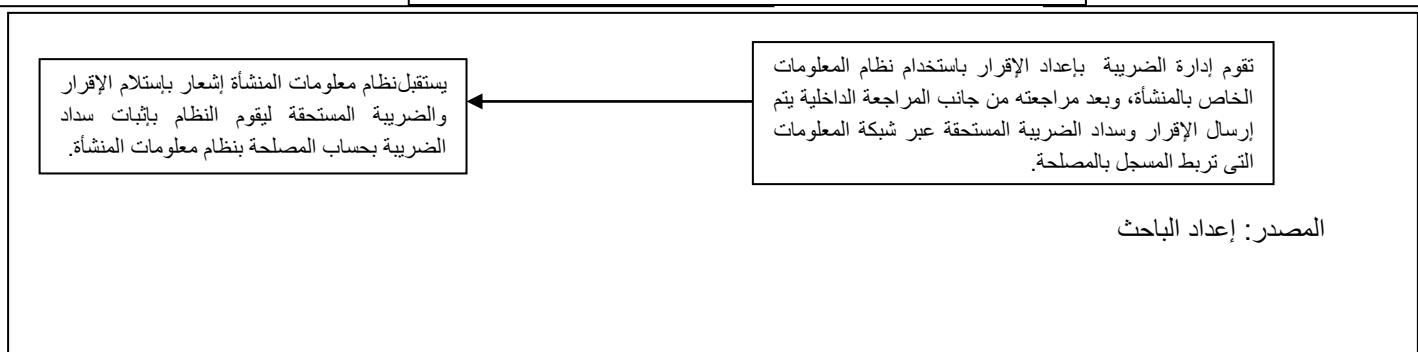 تقوم إدارة الضريبة بإعداد الإقرار باستخدام نظام المعلومات
الخاص بالمنشأة، وبعد مراجعته من جانب المراجعة الداخلية يتم
إرسال الإقرار وسداد الضريبة المستحقة عبر شبكة المعلومات
التى تربط المسجل بالمصلحة.
يستقبل نظام معلومات المنشأة إشعار بإستلام الإقرار
والضريبة المستحقة ليقوم النظام بإثبات سداد
الضريبة بحساب المصلحة بنظام معلومات المنشأة.
المصدر: إعداد الباحث